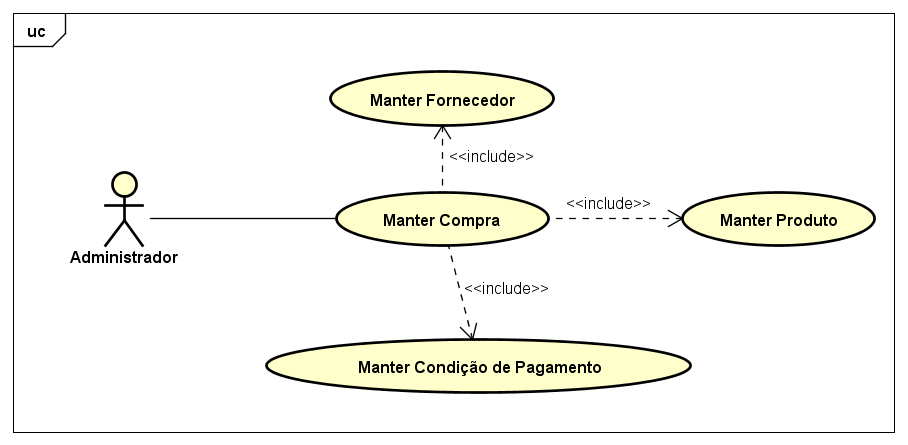 uc
Manter Fornecedor
<<include>>
Manter Compra
<<include>>
Manter Produto
Administrador
<<include>>
Manter Condição de Pagamento